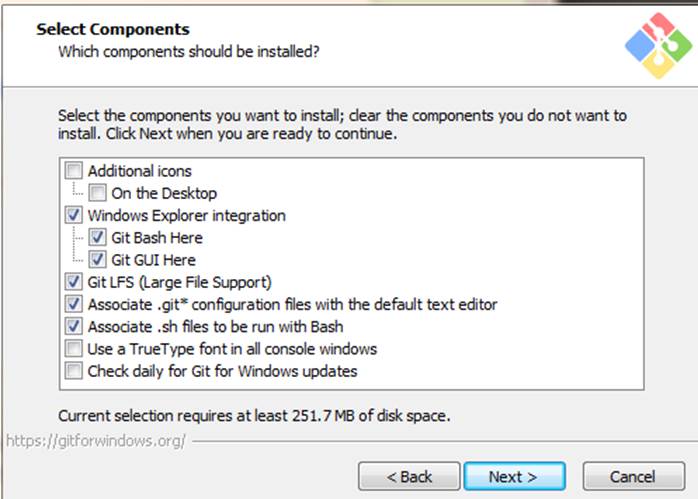 Select Components
Which components should be installed?
Select the components you want to install; clear the components you do not want to
install. Click Next when you are ready to continue.
Additional icons
On the Desktop
Windows Explorer integration
Git Bash Here
Git GUI Here
Git LFS (Large File Support)
Associate .git* configuration files with the default text editor
Associate .sh files to be run with Bash
Use a TrueType font in all console windows
Check daily for Git for Windows updates
Current selection requires at least 251.7 MB of disk space.
https://gitforwindows.org/
< Back
Next >
Cancel